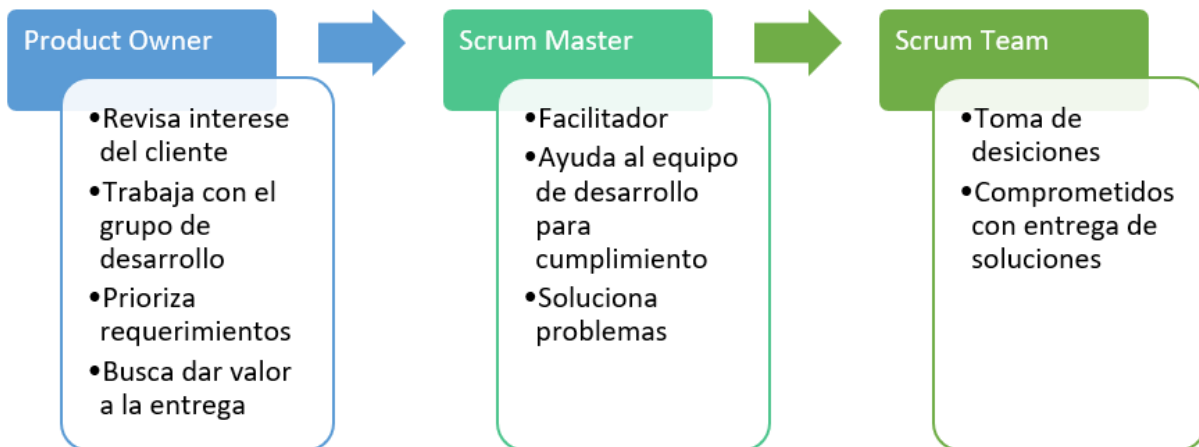 Product Owner
•Revisa interese
del cliente
•Trabaja con el
grupo de
desarrollo
•Prioriza
requerimientos
•Busca dar valor
a la entrega
Scrum Master
•Facilitador
•Ayuda al equipo
de desarrollo
para
cumplimiento
•Soluciona
problemas
Scrum Team
•Toma de
desiciones
•Comprometidos
con entrega de
soluciones